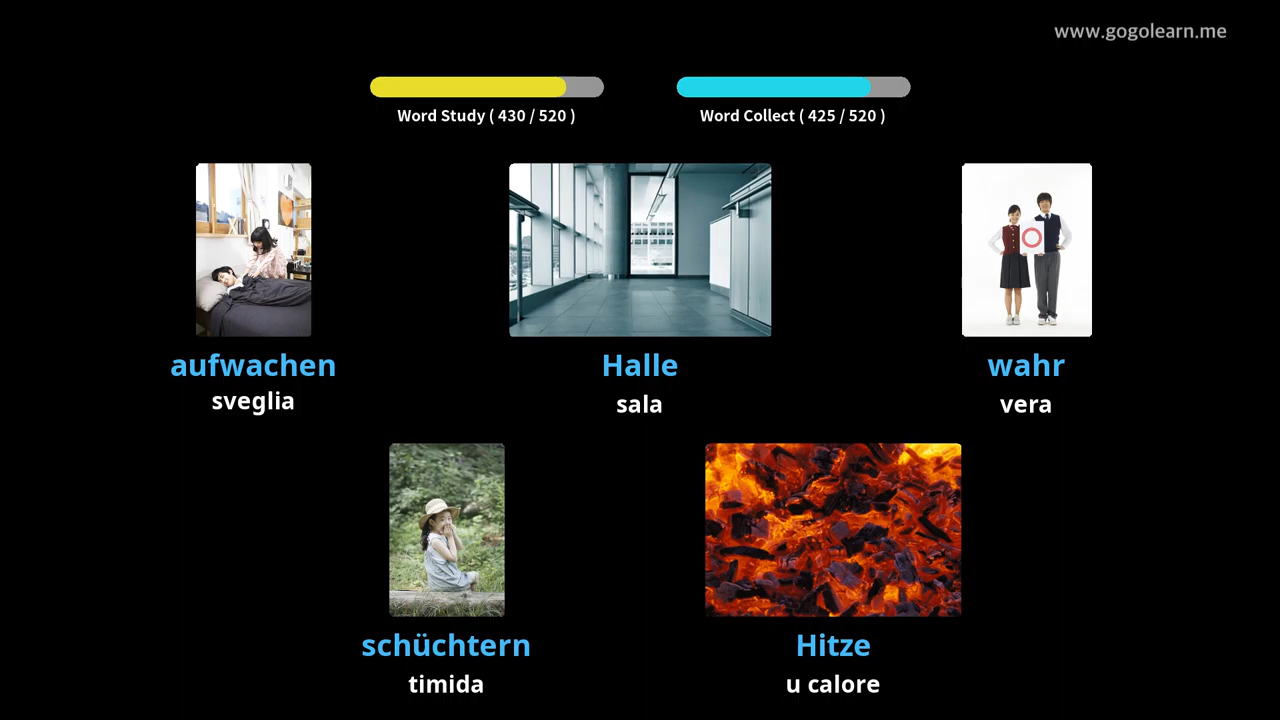 www.gogolearn.me
Word Study ( 430 / 520 )
Word Collect ( 425 / 520 )
aufwachen
sveglia
Halle
sala
wahr
vera
schüchtern
timida
Hitze
u calore